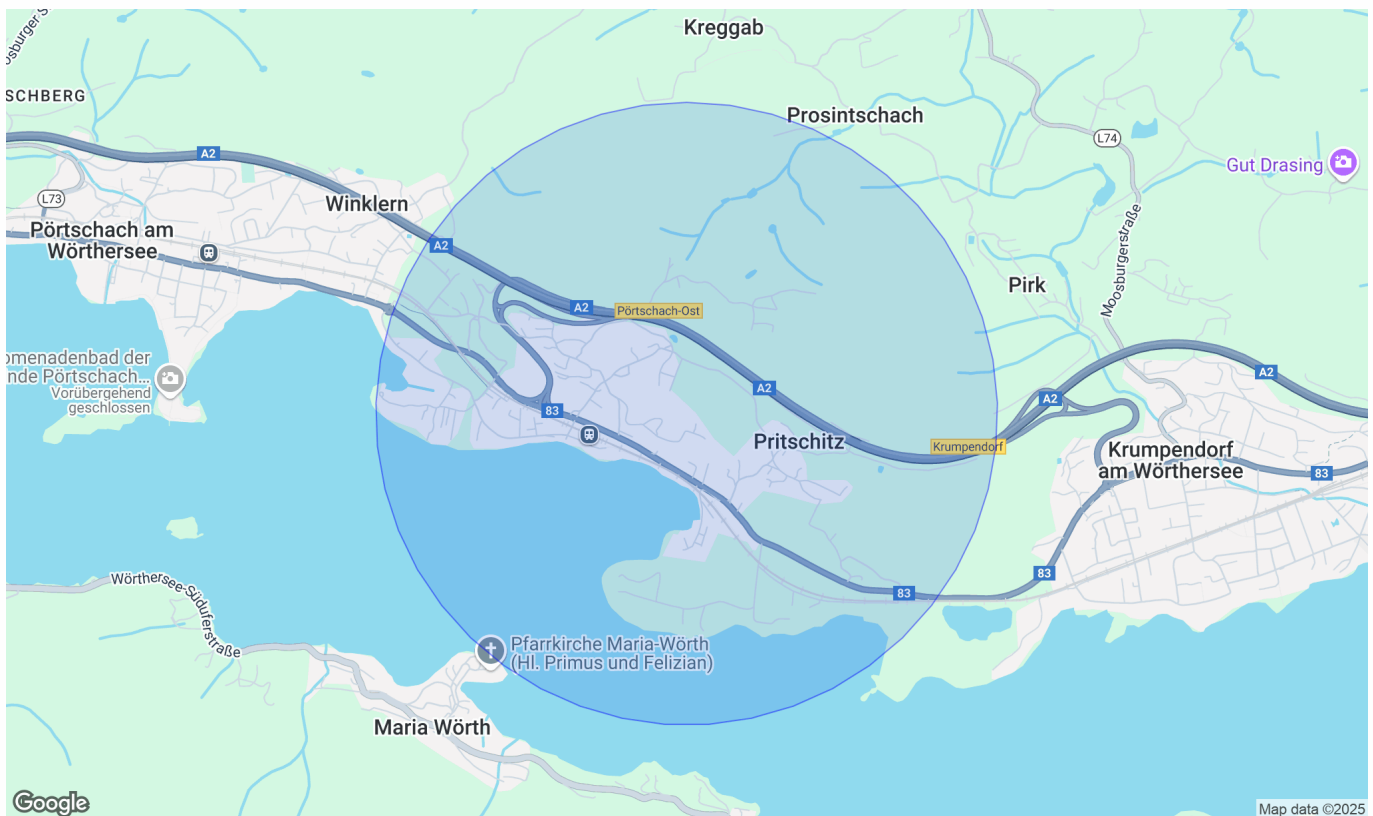 Kreggab
SCHBERG
Prosintschach
A2
L74
Gut Drasing
L73
Winklern
Pörtschach am
Wörthersee
A2
Pirk
Moosburgerstraße
A2
Pörtschach-Ost
omenadenbad der
nde Pörtschach...
Vorübergehend
geschlossen
A2
A2
A2
83
Pritschitz
Krumpendorf
Krumpendorf
am Wörthersee
83
Wörthersee-Süduferstraße
83
83
Pfarrkirche Maria-Wörth
(Hl. Primus und Felizian)
Maria Wörth
Google
Map data ©2025